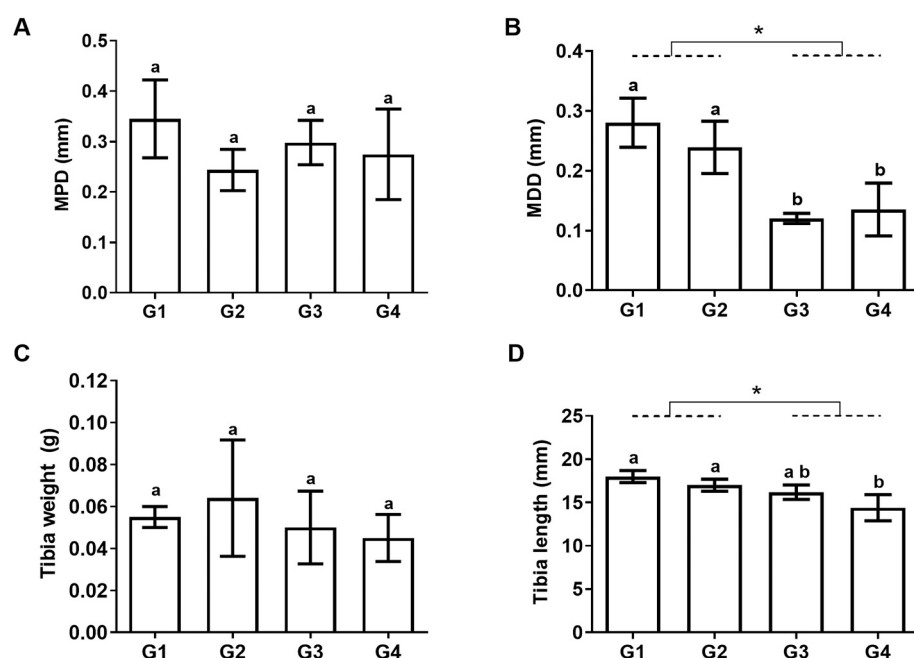 A
MPD (mm)
0.5
0.4
0.3
0.2
0.1
0.0
a
a
a
a
G1 G2 G3 G4
B
MDD (mm)
0.4
0.3
0.2
0.1
0.0
*
a
a
b
b
G1 G2 G3 G4
C
Tibia weight (g)
0.12
0.10
0.08
0.06
0.04
0.02
0.00
a
a
a
a
G1 G2 G3 G4
D
Tibia length (mm)
25
20
15
10
5
0
*
a
a
a b
b
G1 G2 G3 G4